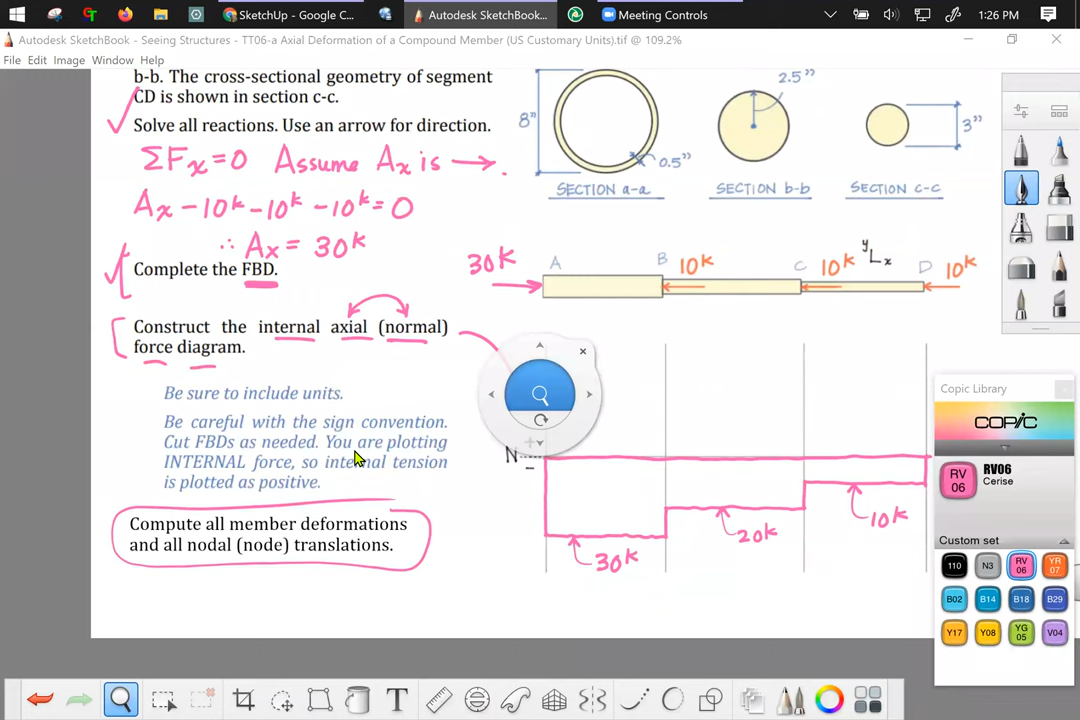 SketchUp - Google C...
Autodesk SketchBook...
Zoom Meeting Controls
1:26 PM
Autodesk SketchBook - Seeing Structures - TT06-a Axial Deformation of a Compound Member (US Customary Units).tif @ 109.2%
File Edit Image Window Help
b-b. The cross-sectional geometry of segment
CD is shown in section c-c.
Solve all reactions. Use an arrow for direction.
ΣFx=0 Assume Ax is →.
Ax -10k -10k -10k = 0
∴ Ax = 30k
Complete the FBD.
Construct the internal axial (normal)
force diagram.
Be sure to include units.
Be careful with the sign convention.
Cut FBDs as needed. You are plotting
INTERNAL force, so internal tension
is plotted as positive.
Compute all member deformations
and all nodal (node) translations.
8"
0.5"
2.5"
3"
SECTION a-a
SECTION b-b
SECTION c-c
30k
A
B
10k
C
10k
y
x
D
10k
N
30k
20k
10k
Copic Library
COPIC
RV
06
RV06
Cerise
Custom set
110
N3
RV
06
YR
07
B02
B14
B18
B29
Y17
Y08
YG
05
V04